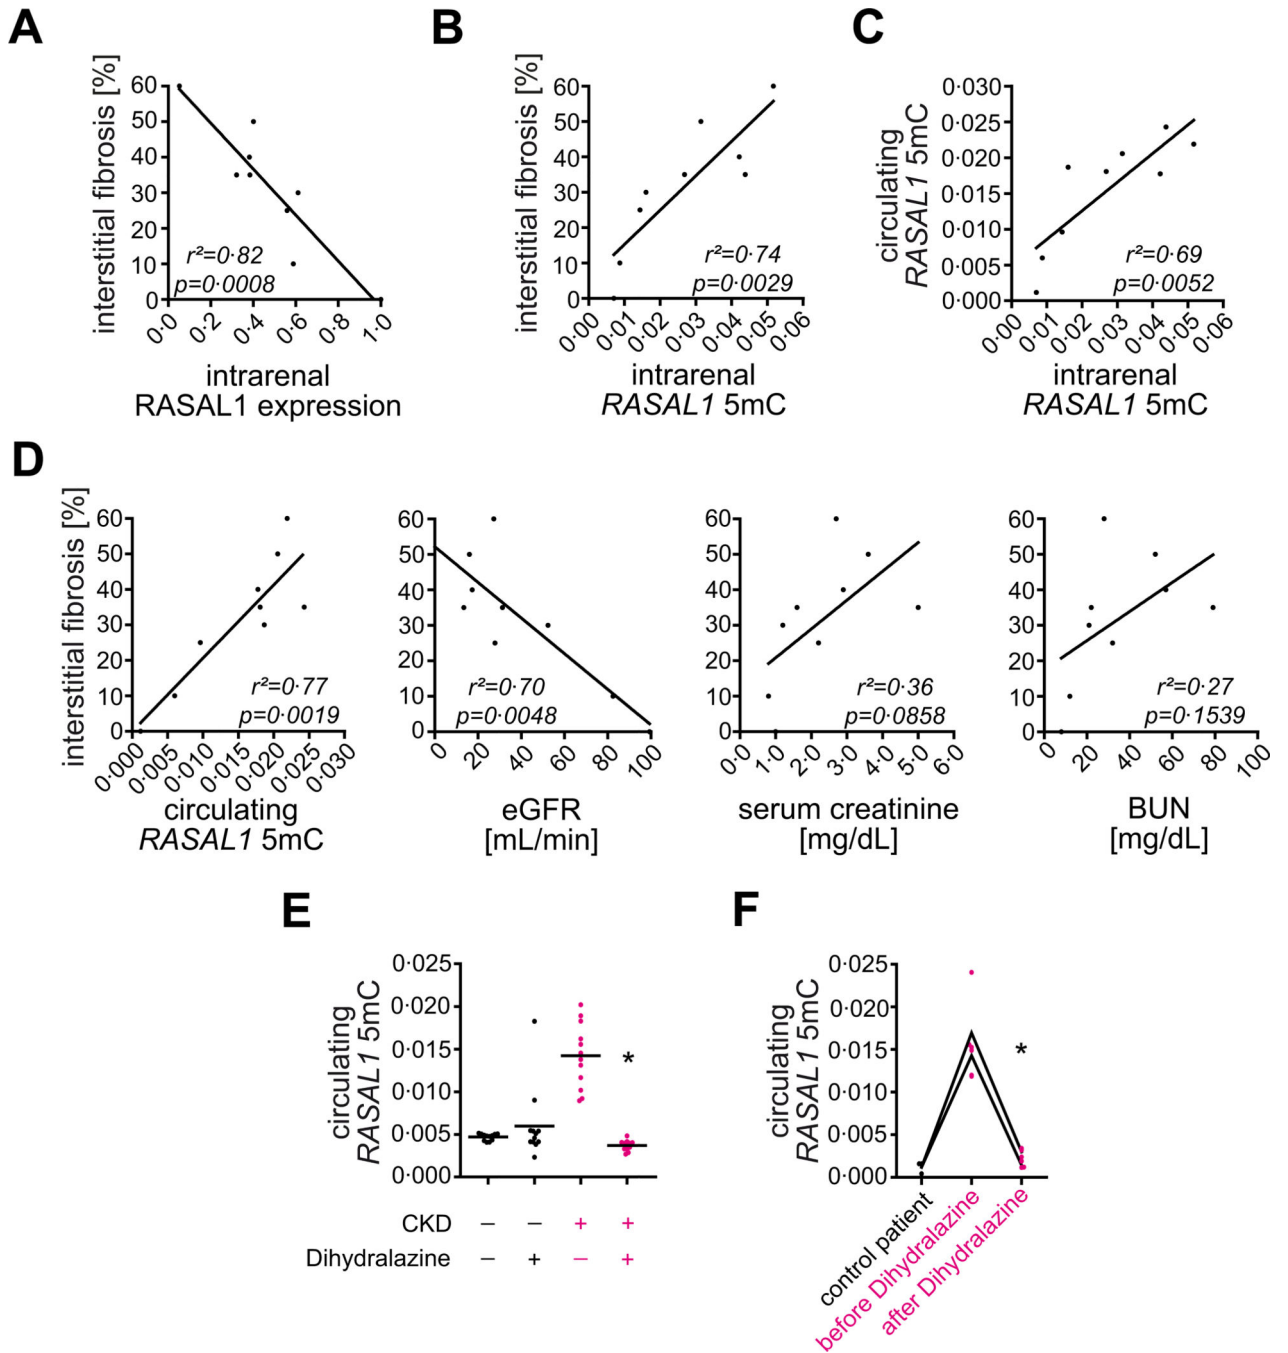 A
B
C
interstitial fibrosis [%]
60
50
40
30
20
10
0
r²=0·82
p=0·0008
0·0
0·2
0·4
0·6
0·8
1·0
intrarenal
RASAL1 expression
interstitial fibrosis [%]
60
50
40
30
20
10
0
r²=0·74
p=0·0029
0·00
0·01
0·02
0·03
0·04
0·05
0·06
intrarenal
RASAL1 5mC
circulating
RASAL1 5mC
0·030
0·025
0·020
0·015
0·010
0·005
0·000
r²=0·69
p=0·0052
0·00
0·01
0·02
0·03
0·04
0·05
0·06
intrarenal
RASAL1 5mC
D
interstitial fibrosis [%]
60
50
40
30
20
10
0
r²=0·77
p=0·0019
0·000
0·005
0·010
0·015
0·020
0·025
0·030
circulating
RASAL1 5mC
60
50
40
30
20
10
0
r²=0·70
p=0·0048
0
20
40
60
80
100
eGFR
[mL/min]
60
50
40
30
20
10
0
r²=0·36
p=0·0858
0·0
1·0
2·0
3·0
4·0
5·0
6·0
serum creatinine
[mg/dL]
60
50
40
30
20
10
0
r²=0·27
p=0·1539
0
20
40
60
80
100
BUN
[mg/dL]
E
circulating
RASAL1 5mC
0·025
0·020
0·015
0·010
0·005
0·000
*
CKD − − + +
Dihydralazine − + − +
F
circulating
RASAL1 5mC
0·025
0·020
0·015
0·010
0·005
0·000
*
control patient
before Dihydralazine
after Dihydralazine